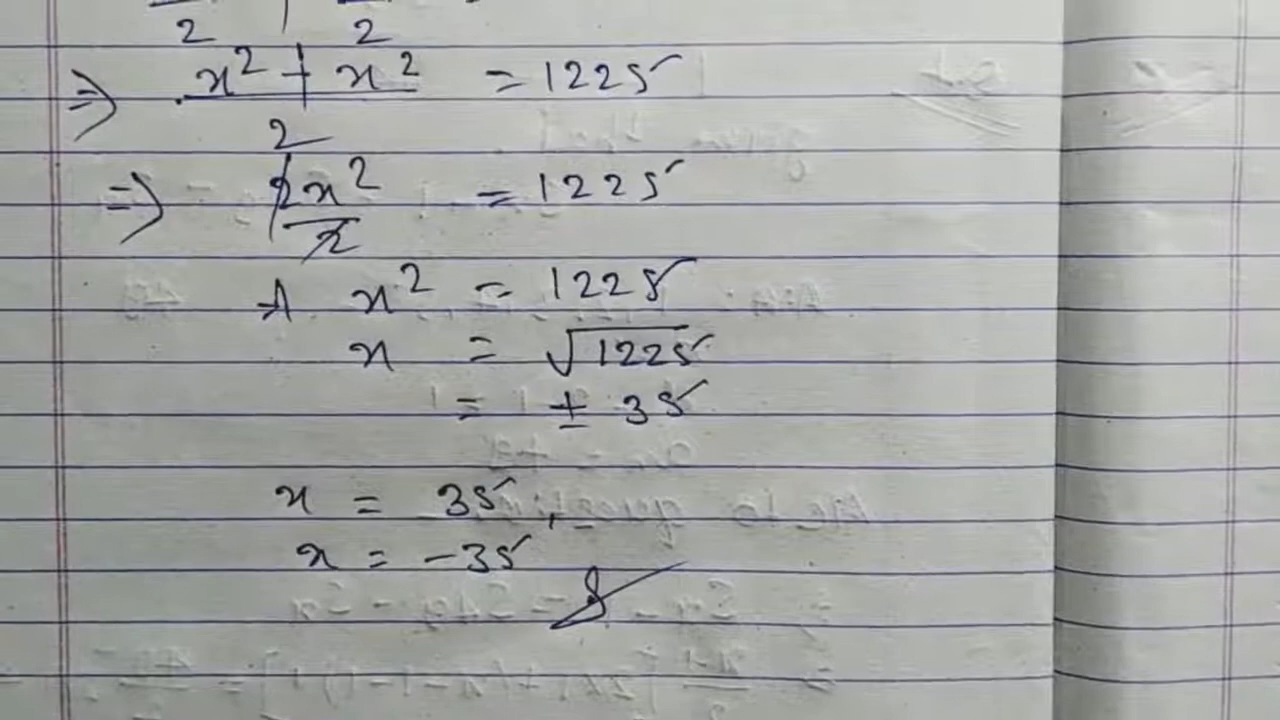 2 2
⇒ x² + x² = 1225
2
⇒ 2x² = 1225
2
x² = 1225
x = √1225
= ± 35
x = 35,
x = -35